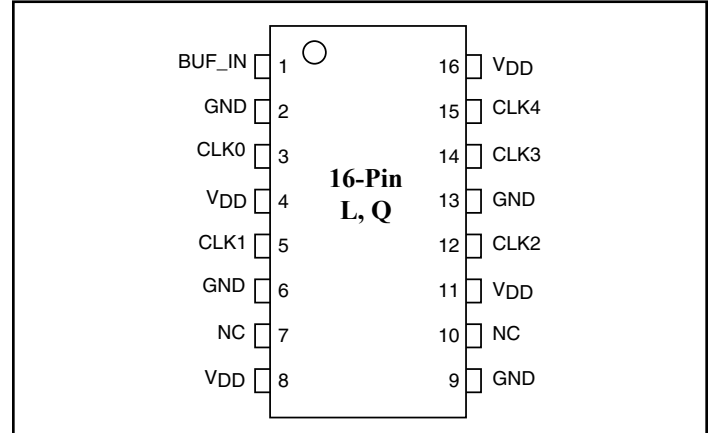 BUF_IN 1 16 VDD
GND 2 15 CLK4
CLK0 3 14 CLK3
16-Pin
VDD 4 13 GND
L, Q
CLK1 5 12 CLK2
GND 6 11 VDD
NC 7 10 NC
VDD 8 9 GND